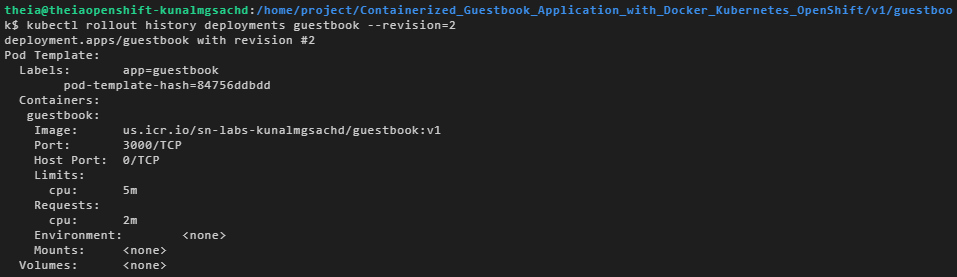 theia@theiaopenshift-kunalmgsachd:/home/project/Containerized_Guestbook_Application_with_Docker_Kubernetes_OpenShift/v1/guestboo
k$ kubectl rollout history deployments guestbook --revision=2
deployment.apps/guestbook with revision #2
Pod Template:
  Labels:       app=guestbook
        pod-template-hash=84756ddbdd
  Containers:
   guestbook:
    Image:      us.icr.io/sn-labs-kunalmgsachd/guestbook:v1
    Port:       3000/TCP
    Host Port:  0/TCP
    Limits:
      cpu:      5m
    Requests:
      cpu:      2m
    Environment:        <none>
    Mounts:     <none>
  Volumes:      <none>